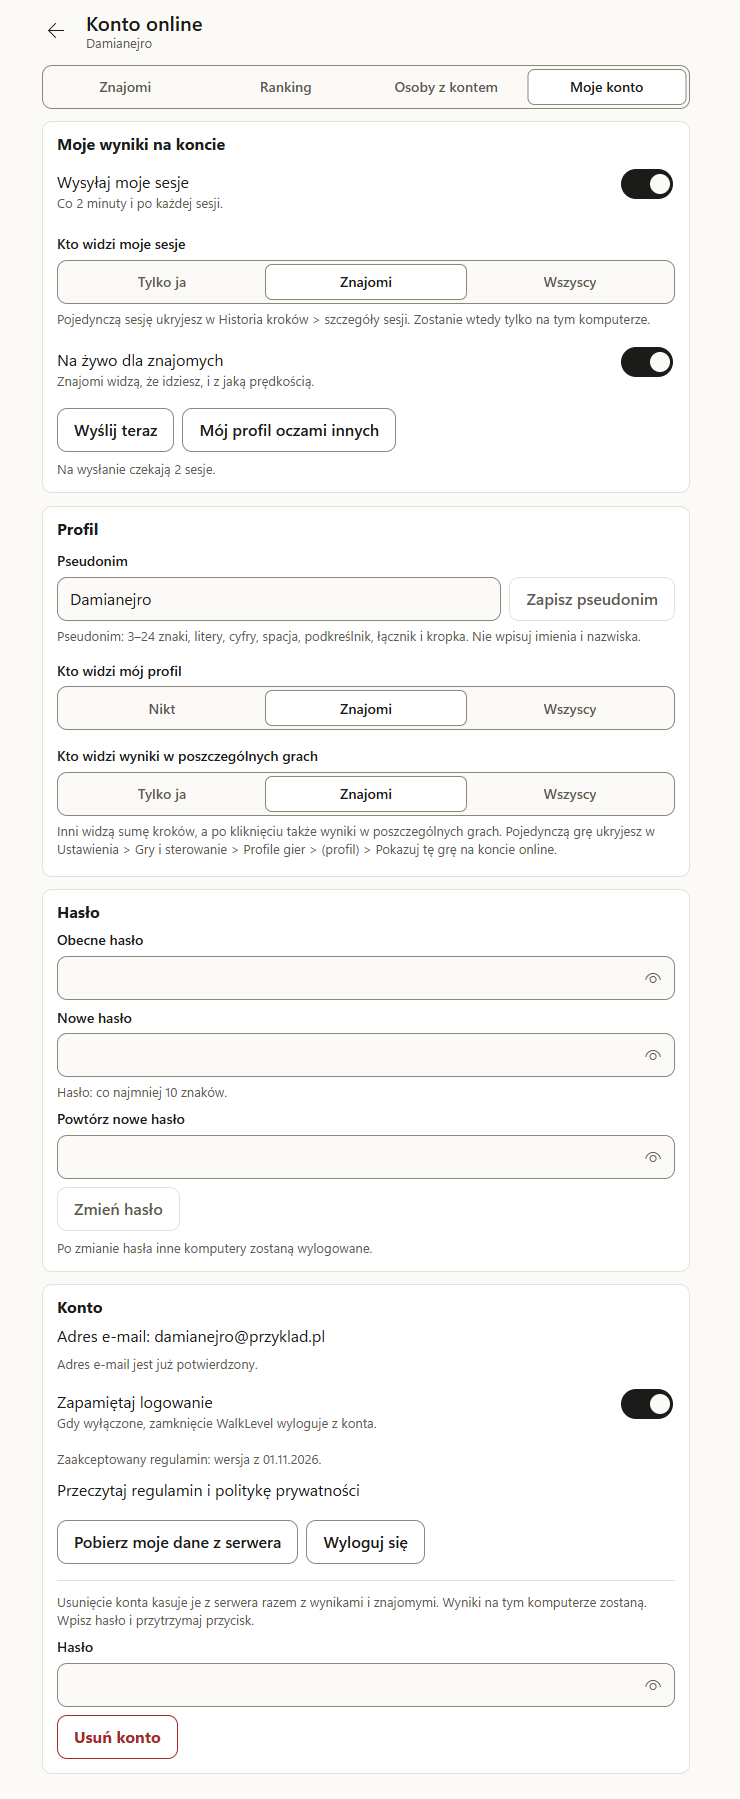 Konto online
Damianejro
Znajomi
Ranking
Osoby z kontem
Moje konto
Moje wyniki na koncie
Wysyłaj moje sesje
Co 2 minuty i po każdej sesji.
Kto widzi moje sesje
Tylko ja
Znajomi
Wszyscy
Pojedynczą sesję ukryjesz w Historia kroków > szczegóły sesji. Zostanie wtedy tylko na tym komputerze.
Na żywo dla znajomych
Znajomi widzą, że idziesz, i z jaką prędkością.
Wyślij teraz
Mój profil oczami innych
Na wysłanie czekają 2 sesje.
Profil
Pseudonim
Damianejro
Zapisz pseudonim
Pseudonim: 3–24 znaki, litery, cyfry, spacja, podkreślnik, łącznik i kropka. Nie wpisuj imienia i nazwiska.
Kto widzi mój profil
Nikt
Znajomi
Wszyscy
Kto widzi wyniki w poszczególnych grach
Tylko ja
Znajomi
Wszyscy
Inni widzą sumę kroków, a po kliknięciu także wyniki w poszczególnych grach. Pojedynczą grę ukryjesz w
Ustawienia > Gry i sterowanie > Profile gier > (profil) > Pokazuj tę grę na koncie online.
Hasło
Obecne hasło
Nowe hasło
Hasło: co najmniej 10 znaków.
Powtórz nowe hasło
Zmień hasło
Po zmianie hasła inne komputery zostaną wylogowane.
Konto
Adres e-mail: damianejro@przyklad.pl
Adres e-mail jest już potwierdzony.
Zapamiętaj logowanie
Gdy wyłączone, zamknięcie WalkLevel wyloguje z konta.
Zaakceptowany regulamin: wersja z 01.11.2026.
Przeczytaj regulamin i politykę prywatności
Pobierz moje dane z serwera
Wyloguj się
Usunięcie konta kasuje je z serwera razem z wynikami i znajomymi. Wyniki na tym komputerze zostaną.
Wpisz hasło i przytrzymaj przycisk.
Hasło
Usuń konto